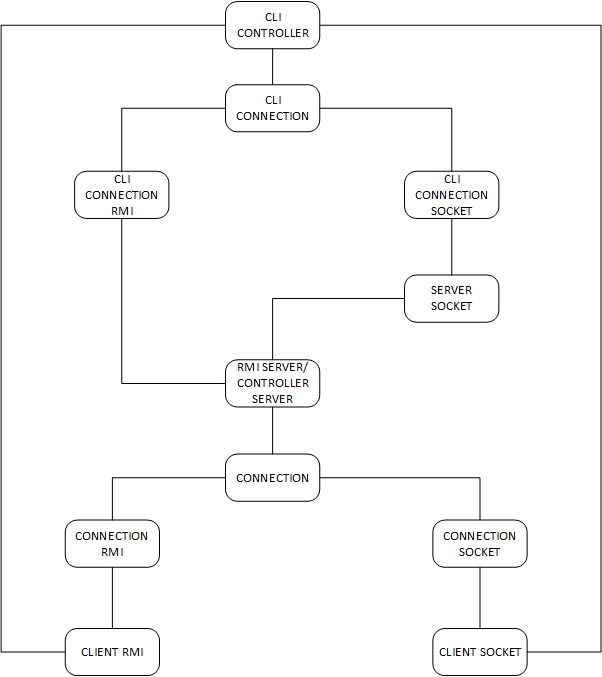 CLI
CONTROLLER
CLI
CONNECTION
CLI
CONNECTION
RMI
CLI
CONNECTION
SOCKET
SERVER
SOCKET
RMI SERVER/
CONTROLLER
SERVER
CONNECTION
CONNECTION
RMI
CONNECTION
SOCKET
CLIENT RMI
CLIENT SOCKET